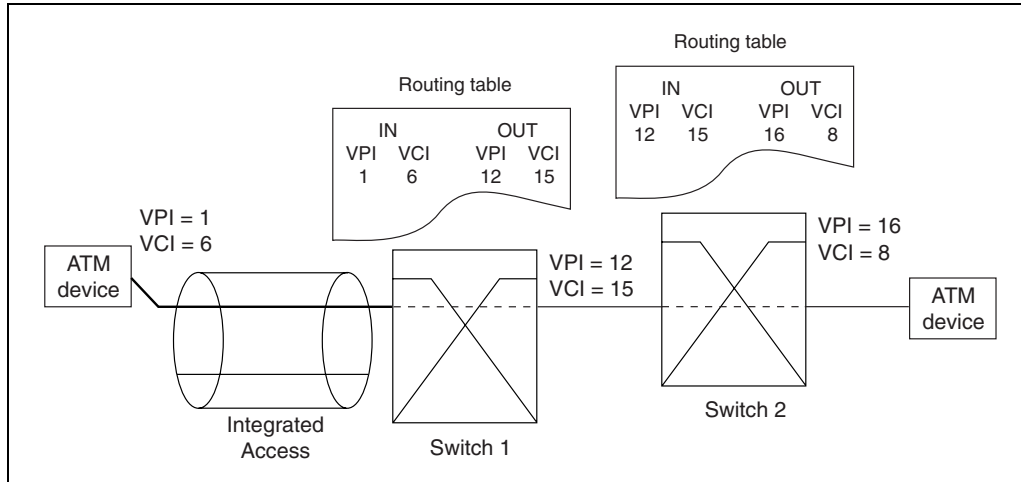 Routing table
IN OUT
VPI VCI VPI VCI
12 15 16 8
Routing table
IN OUT
VPI VCI VPI VCI
1 6 12 15
VPI = 1
VCI = 6
ATM
device
VPI = 12
VCI = 15
VPI = 16
VCI = 8
ATM
device
Integrated
Access
Switch 1
Switch 2